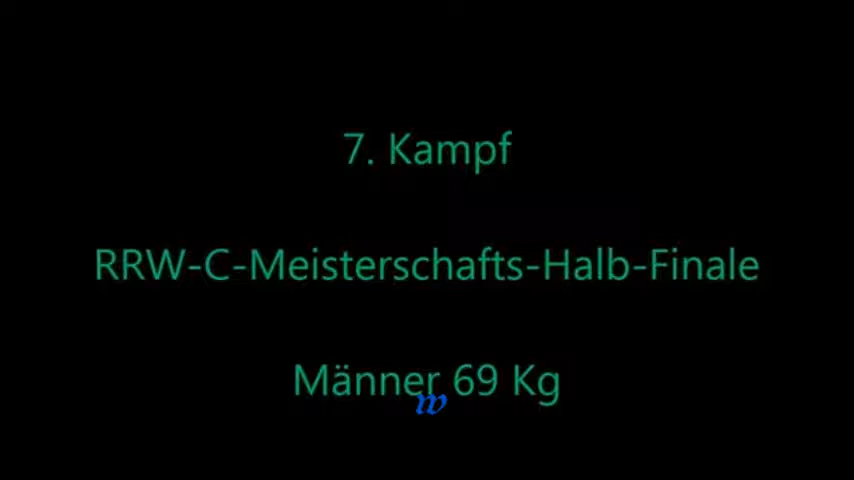 7. Kampf
RRW-C-Meisterschafts-Halb-Finale
Männer 69 Kg
w